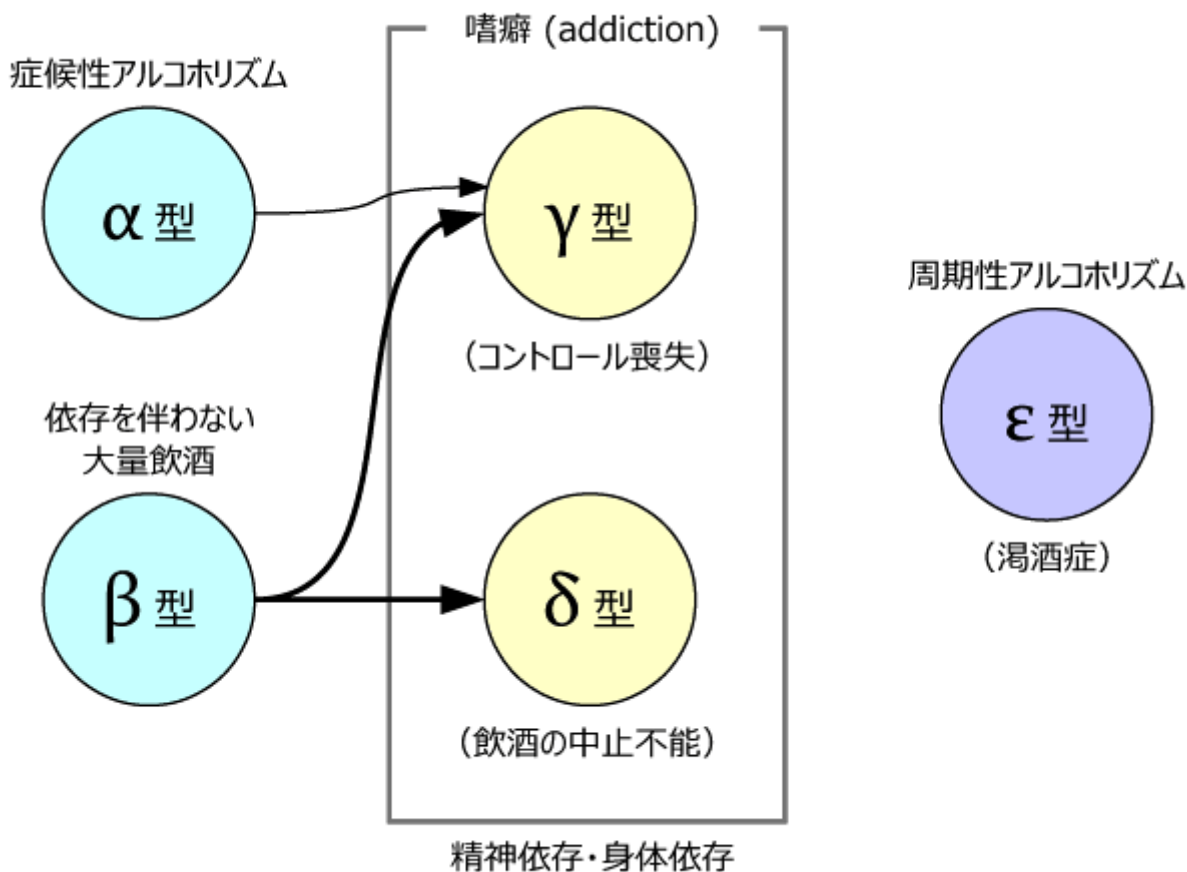 嗜癖 (addiction)
症候性アルコホリズム
α 型
γ 型
(コントロール喪失)
周期性アルコホリズム
ε 型
(渇酒症)
依存を伴わない
大量飲酒
β 型
δ 型
(飲酒の中止不能)
精神依存・身体依存